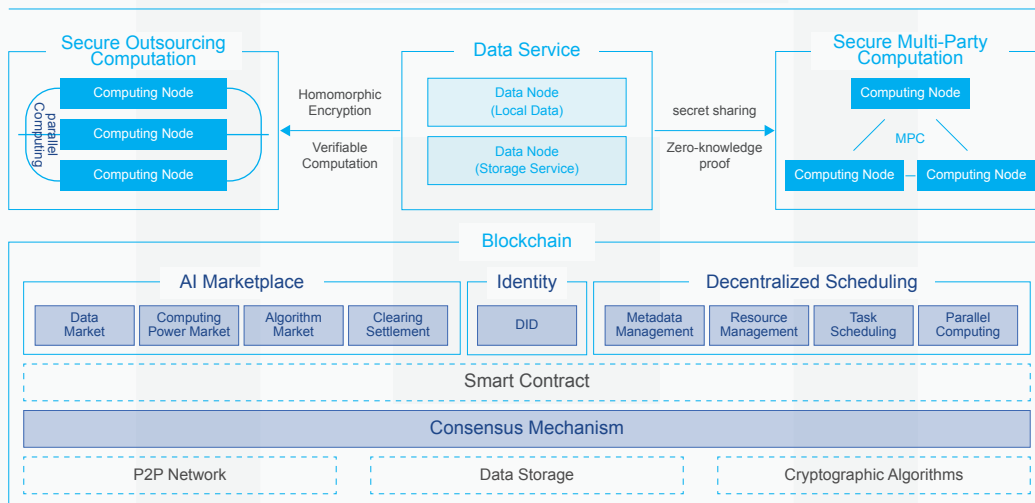 Secure Outsourcing
Computation
Computing Node
Computing Node
Computing Node
parallel
Computing
Homomorphic
Encryption
Verifiable
Computation
Data Service
Data Node
(Local Data)
Data Node
(Storage Service)
secret sharing
Zero-knowledge
proof
Secure Multi-Party
Computation
Computing Node
MPC
Computing Node
Computing Node
Blockchain
AI Marketplace
Data
Market
Computing
Power Market
Algorithm
Market
Clearing
Settlement
Identity
DID
Decentralized Scheduling
Metadata
Management
Resource
Management
Task
Scheduling
Parallel
Computing
Smart Contract
Consensus Mechanism
P2P Network
Data Storage
Cryptographic Algorithms